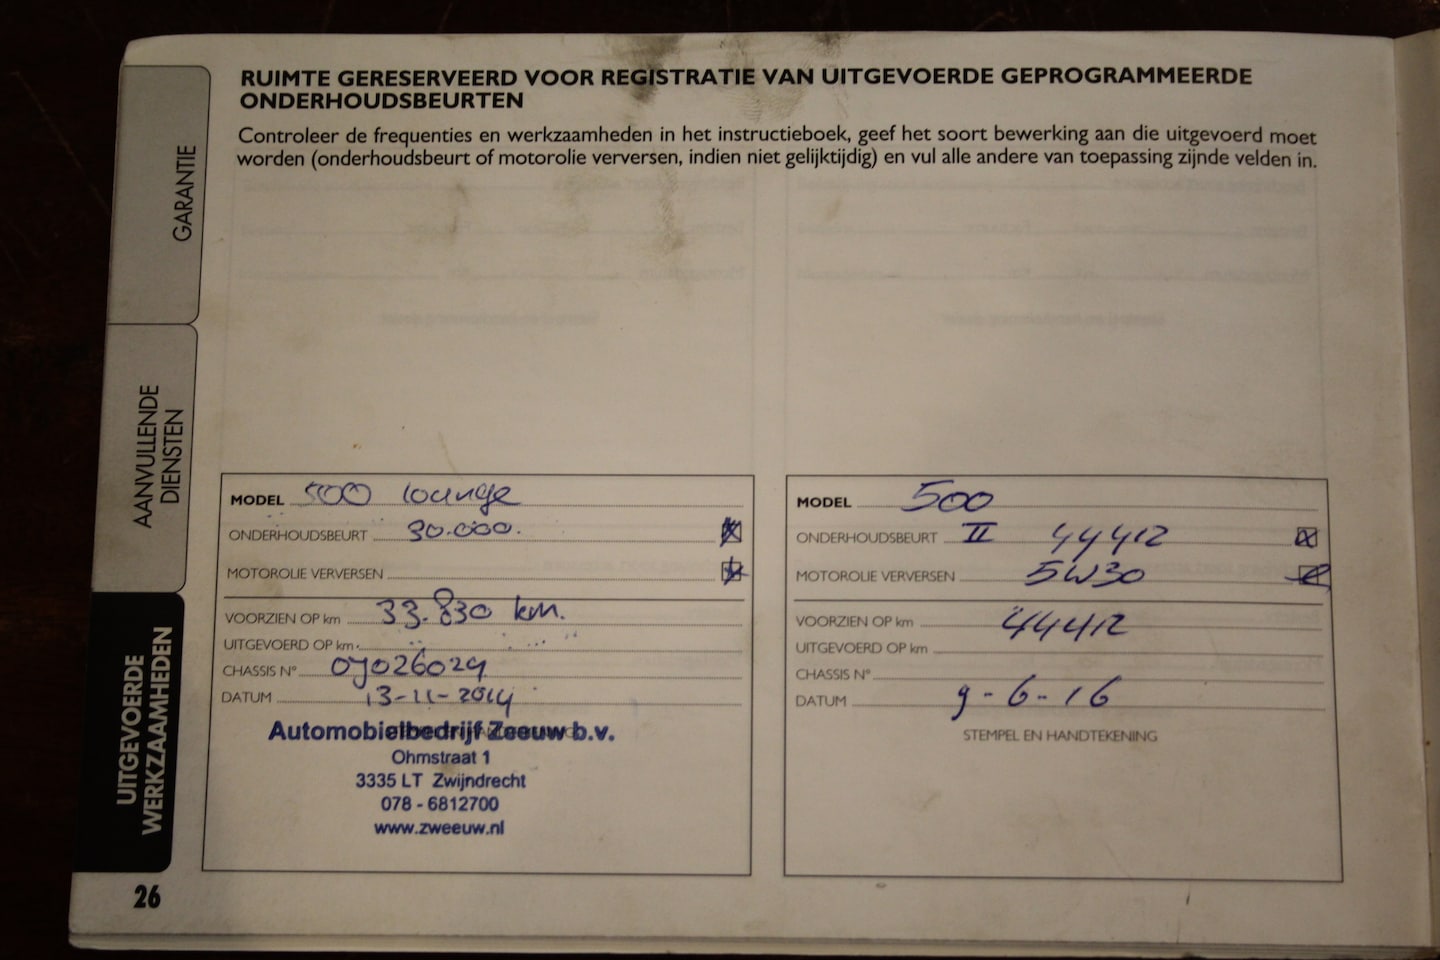 RUIMTE GERESERVEERD VOOR REGISTRATIE VAN UITGEVOERDE GEPROGRAMMEERDE
ONDERHOUDSBEURTEN
Controleer de frequenties en werkzaamheden in het instructieboek, geef het soort bewerking aan die uitgevoerd moet
worden (onderhoudsbeurt of motorolie verversen, indien niet gelijktijdig) en vul alle andere van toepassing zijnde velden in.
GARANTIE
AANVULLENDE
DIENSTEN
UITGEVOERDE
WERKZAAMHEDEN
26
MODEL 500 lounge
ONDERHOUDSBEURT 30.000.
MOTOROLIE VERVERSEN
VOORZIEN OP km 33.830 km.
UITGEVOERD OP km
CHASSIS N° 0J026029
DATUM 13-11-2014
Automobielbedrijf Zeeuw b.v.
Ohmstraat 1
3335 LT Zwijndrecht
078 - 6812700
www.zweeuw.nl
MODEL 500
ONDERHOUDSBEURT II 44412
MOTOROLIE VERVERSEN 5W30
VOORZIEN OP km 44412
UITGEVOERD OP km
CHASSIS N°
DATUM 9-6-16
STEMPEL EN HANDTEKENING